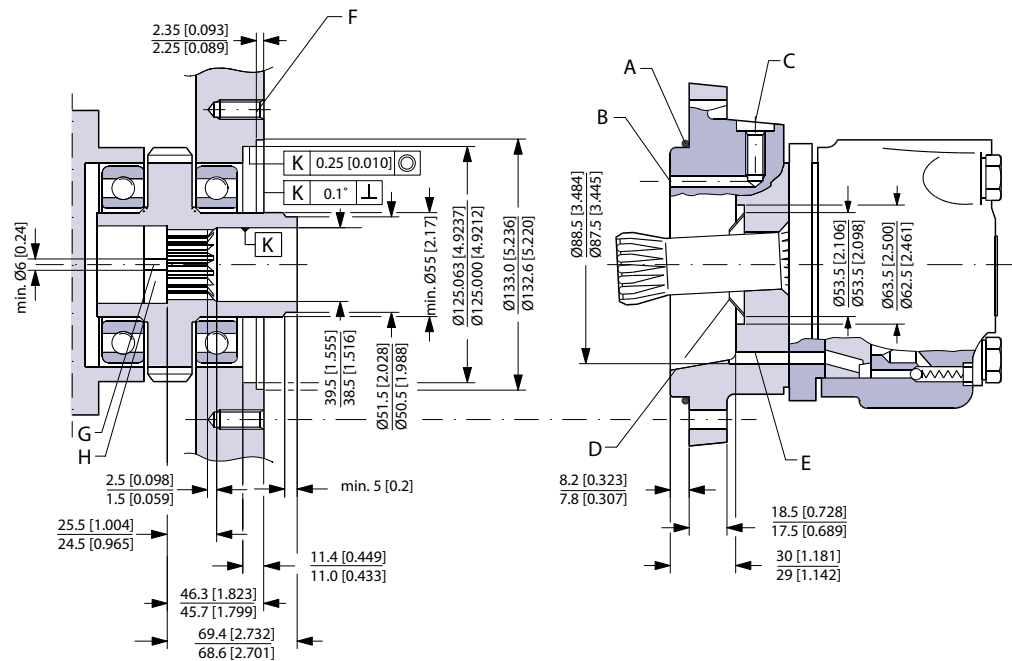 2.35 [0.093]
2.25 [0.089]
F
K 0.25 [0.010]
K 0.1°
K
min. Ø6 [0.24]
39.5 [1.555]
38.5 [1.516]
Ø51.5 [2.028]
Ø50.5 [1.988]
min. Ø55 [2.17]
Ø125.063 [4.9237]
Ø125.000 [4.9212]
Ø133.0 [5.236]
Ø132.6 [5.220]
G
H
2.5 [0.098]
1.5 [0.059]
min. 5 [0.2]
25.5 [1.004]
24.5 [0.965]
11.4 [0.449]
11.0 [0.433]
46.3 [1.823]
45.7 [1.799]
69.4 [2.732]
68.6 [2.701]
A
B
C
Ø88.5 [3.484]
Ø87.5 [3.445]
Ø53.5 [2.106]
Ø53.5 [2.098]
Ø63.5 [2.500]
Ø62.5 [2.461]
D
E
8.2 [0.323]
7.8 [0.307]
18.5 [0.728]
17.5 [0.689]
30 [1.181]
29 [1.142]